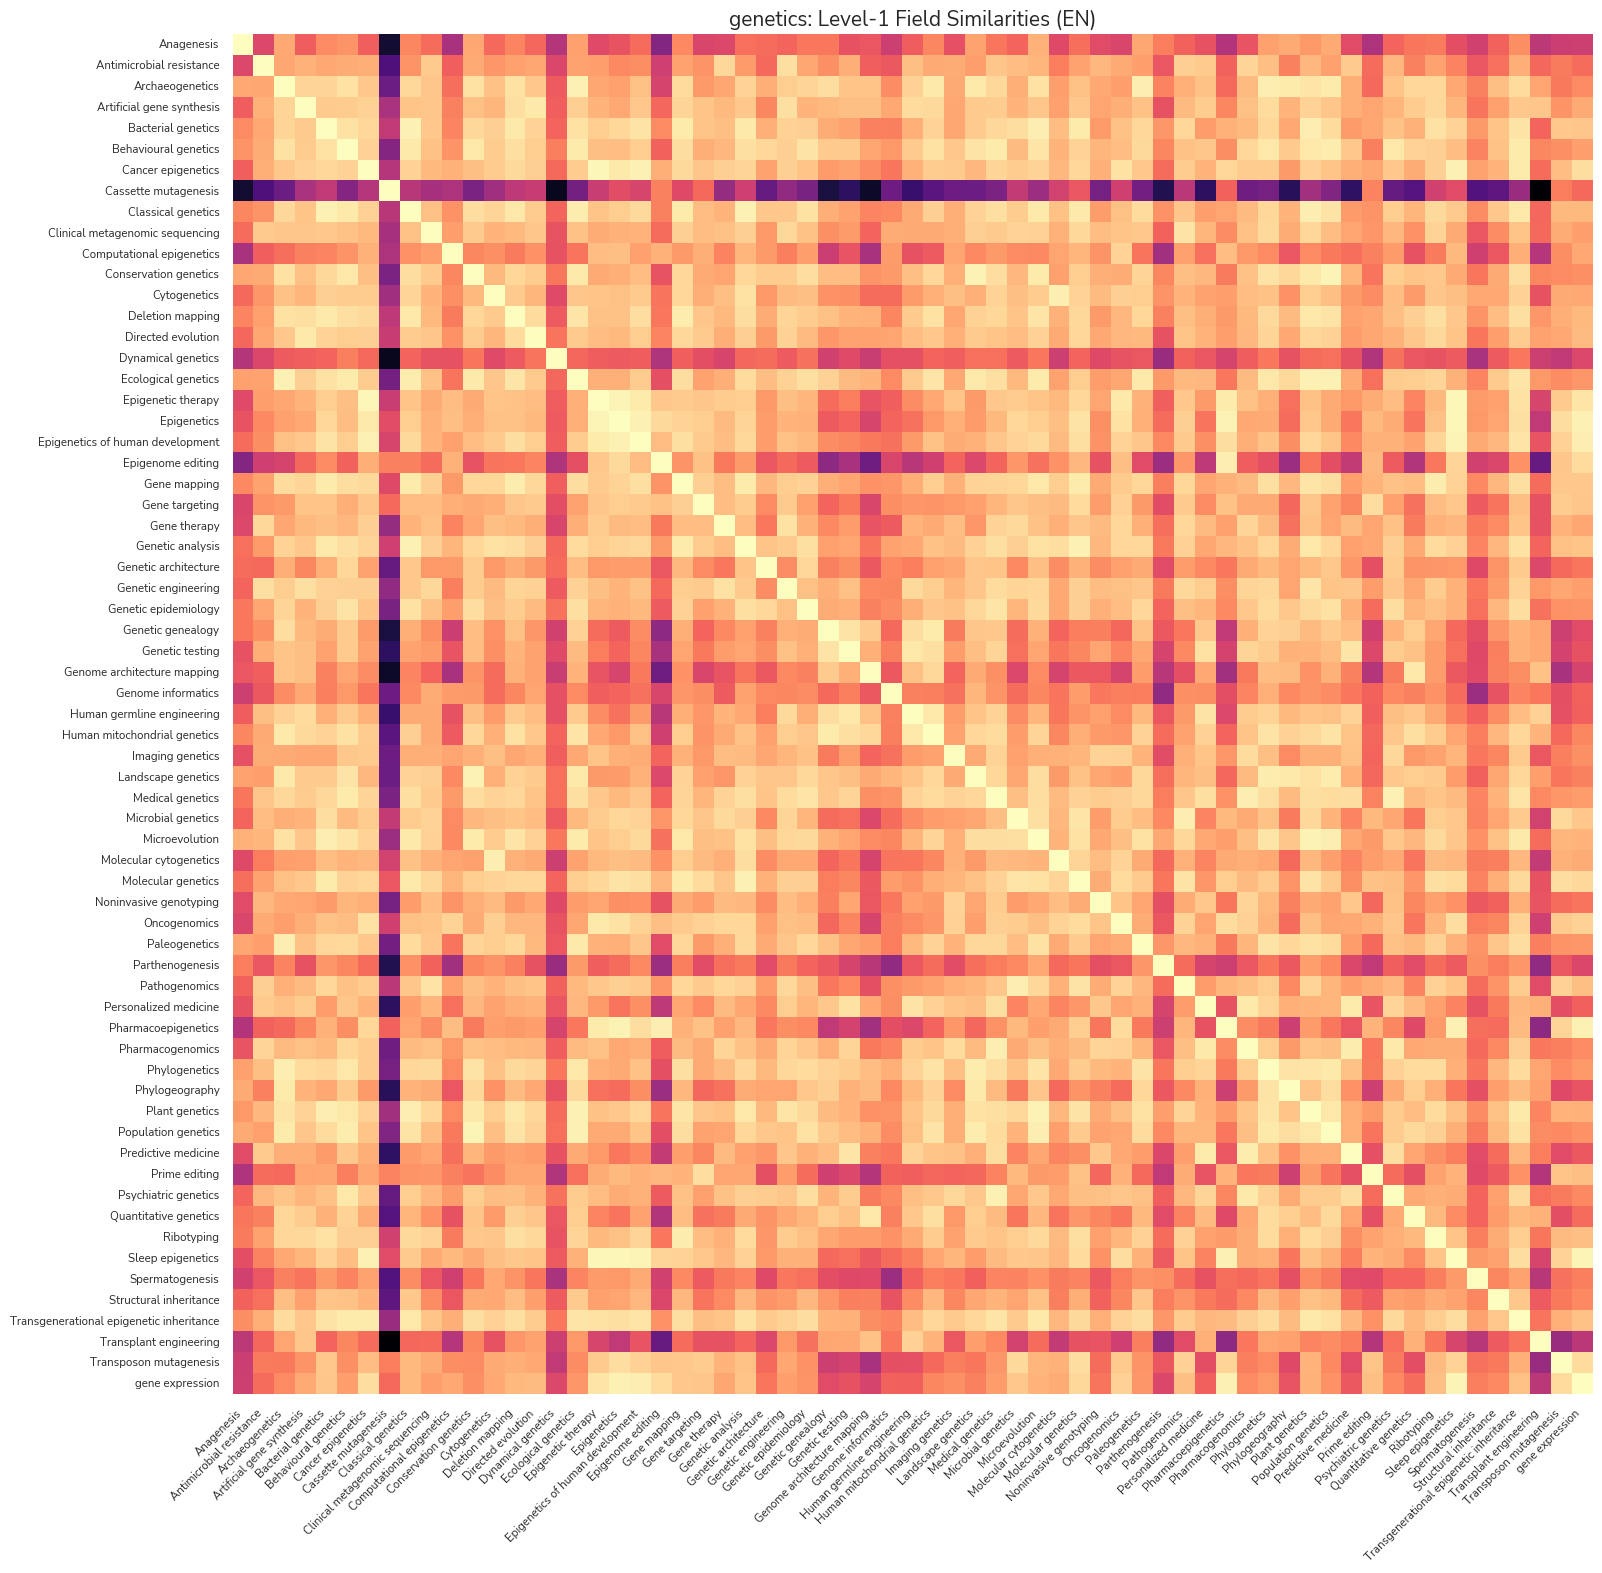 genetics: Level-1 Field Similarities (EN)
Anagenesis
Antimicrobial resistance
Archaeogenetics
Artificial gene synthesis
Bacterial genetics
Behavioural genetics
Cancer epigenetics
Cassette mutagenesis
Classical genetics
Clinical metagenomic sequencing
Computational epigenetics
Conservation genetics
Cytogenetics
Deletion mapping
Directed evolution
Dynamical genetics
Ecological genetics
Epigenetic therapy
Epigenetics
Epigenetics of human development
Epigenome editing
Gene mapping
Gene targeting
Gene therapy
Genetic analysis
Genetic architecture
Genetic engineering
Genetic epidemiology
Genetic genealogy
Genetic testing
Genome architecture mapping
Genome informatics
Human germline engineering
Human mitochondrial genetics
Imaging genetics
Landscape genetics
Medical genetics
Microbial genetics
Microevolution
Molecular cytogenetics
Molecular genetics
Noninvasive genotyping
Oncogenomics
Paleogenetics
Parthenogenesis
Pathogenomics
Personalized medicine
Pharmacoepigenetics
Pharmacogenomics
Phylogenetics
Phylogeography
Plant genetics
Population genetics
Predictive medicine
Prime editing
Psychiatric genetics
Quantitative genetics
Ribotyping
Sleep epigenetics
Spermatogenesis
Structural inheritance
Transgenerational epigenetic inheritance
Transplant engineering
Transposon mutagenesis
gene expression
Anagenesis
Antimicrobial resistance
Archaeogenetics
Artificial gene synthesis
Bacterial genetics
Behavioural genetics
Cancer epigenetics
Cassette mutagenesis
Classical genetics
Clinical metagenomic sequencing
Computational epigenetics
Conservation genetics
Cytogenetics
Deletion mapping
Directed evolution
Dynamical genetics
Ecological genetics
Epigenetic therapy
Epigenetics
Epigenetics of human development
Epigenome editing
Gene mapping
Gene targeting
Gene therapy
Genetic analysis
Genetic architecture
Genetic engineering
Genetic epidemiology
Genetic genealogy
Genetic testing
Genome architecture mapping
Genome informatics
Human germline engineering
Human mitochondrial genetics
Imaging genetics
Landscape genetics
Medical genetics
Microbial genetics
Microevolution
Molecular cytogenetics
Molecular genetics
Noninvasive genotyping
Oncogenomics
Paleogenetics
Parthenogenesis
Pathogenomics
Personalized medicine
Pharmacoepigenetics
Pharmacogenomics
Phylogenetics
Phylogeography
Plant genetics
Population genetics
Predictive medicine
Prime editing
Psychiatric genetics
Quantitative genetics
Ribotyping
Sleep epigenetics
Spermatogenesis
Structural inheritance
Transgenerational epigenetic inheritance
Transplant engineering
Transposon mutagenesis
gene expression